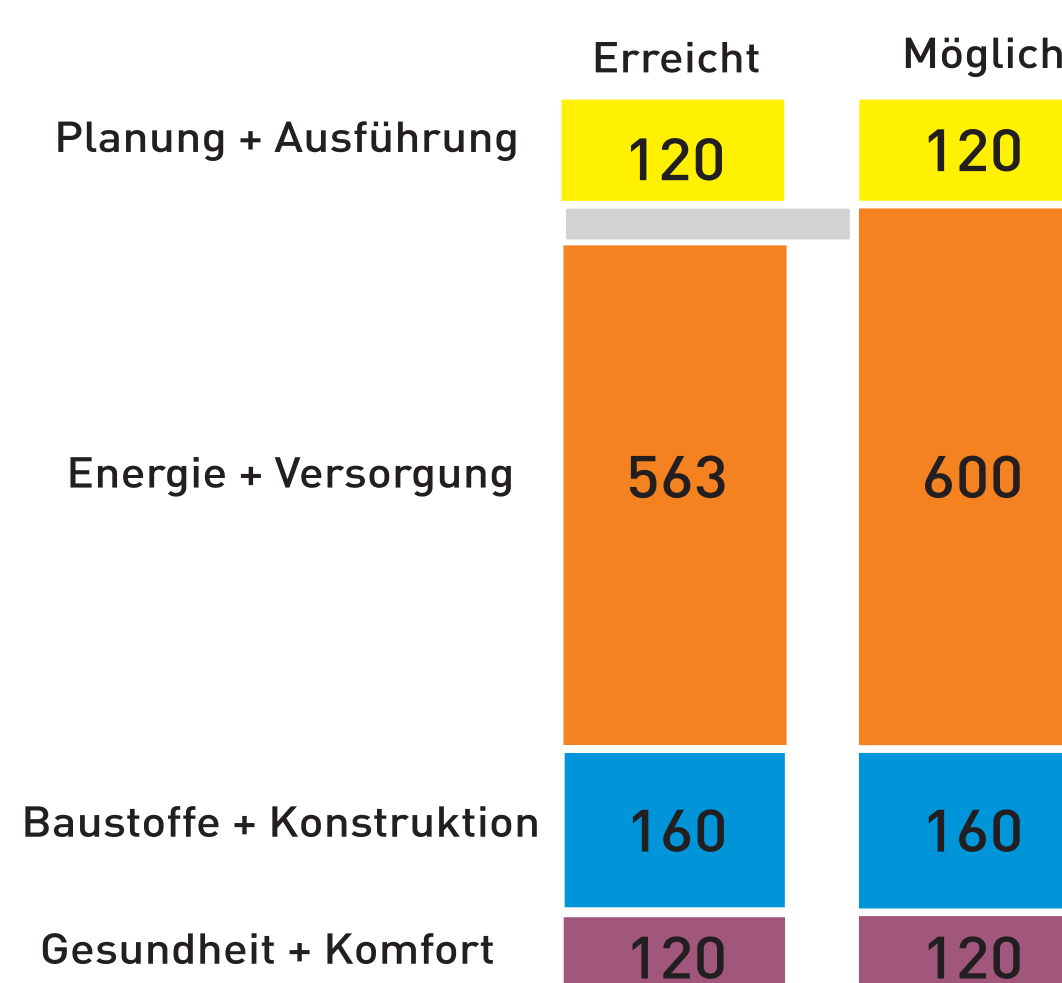 Erreicht Möglich
Planung + Ausführung 120 120
Energie + Versorgung 563 600
Baustoffe + Konstruktion 160 160
Gesundheit + Komfort 120 120